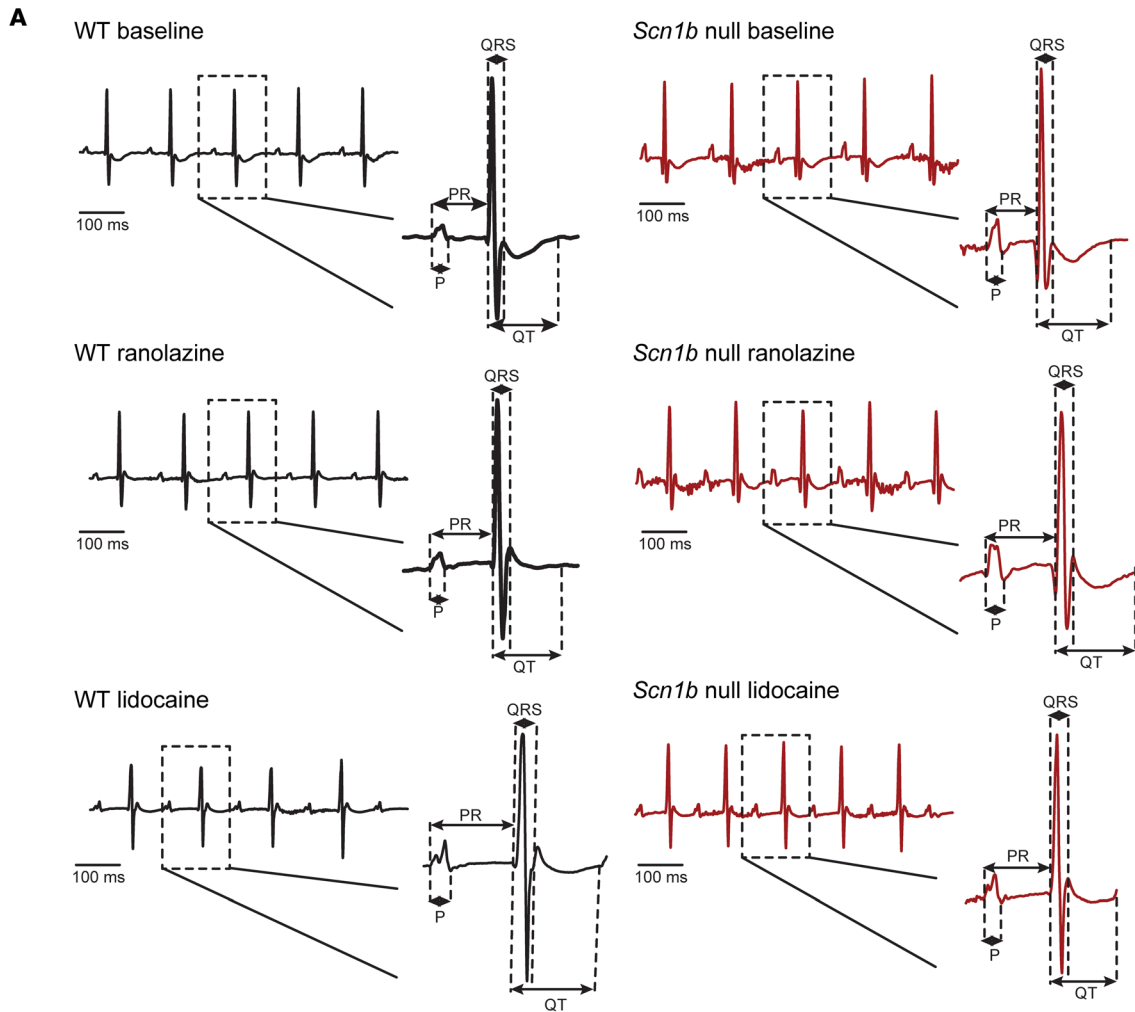 A
WT baseline
QRS
PR
100 ms
P
QT
Scn1b null baseline
QRS
PR
100 ms
P
QT
WT ranolazine
QRS
PR
100 ms
P
QT
Scn1b null ranolazine
QRS
PR
100 ms
P
QT
WT lidocaine
QRS
PR
100 ms
P
QT
Scn1b null lidocaine
QRS
PR
100 ms
P
QT